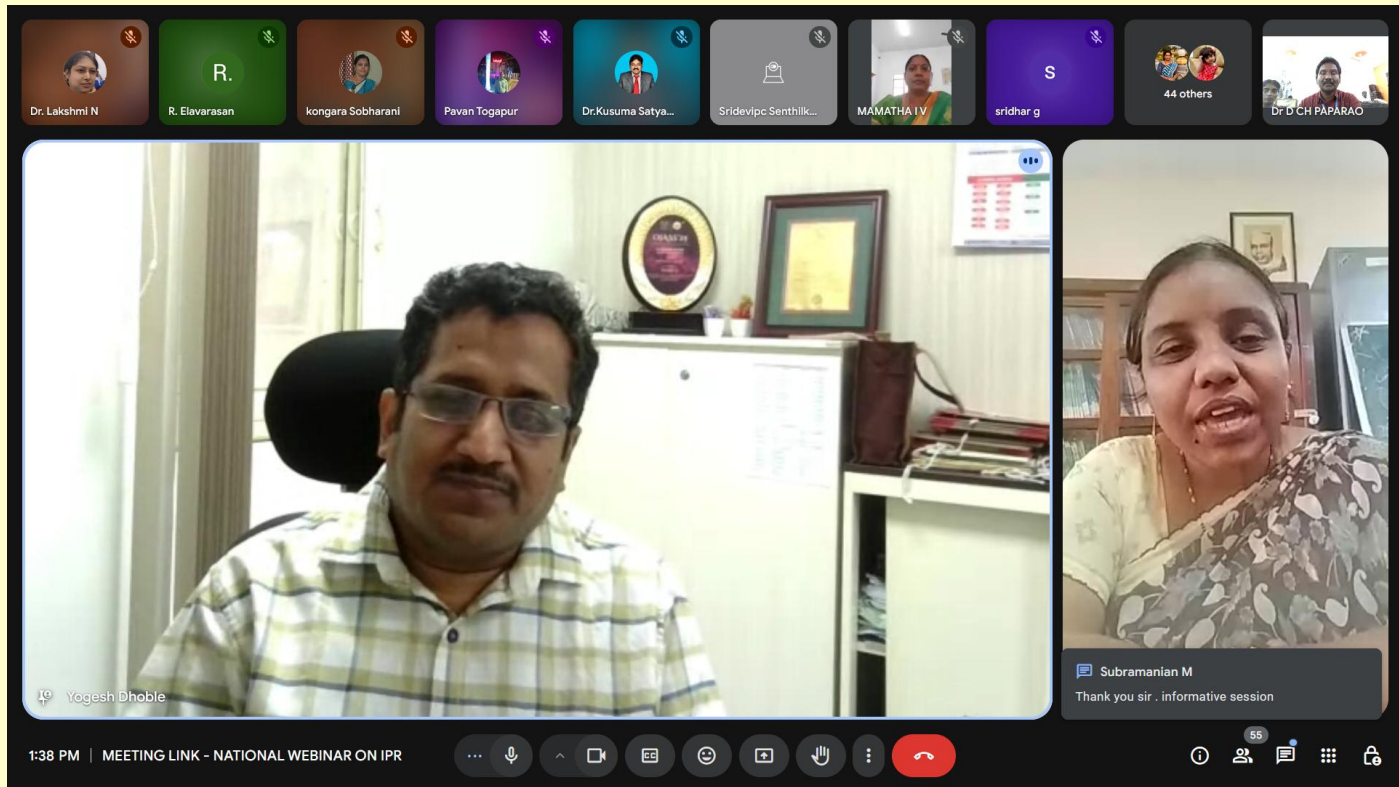 Dr. Lakshmi N
R.
R. Elavarasan
kongara Sobharani
Pavan Togapur
Dr.Kusuma Satya...
Sridevipc Senthilk...
MAMATHA I V
S
sridhar g
44 others
Dr D CH PAPARAO
Yogesh Dhoble
Subramanian M
Thank you sir . informative session
1:38 PM | MEETING LINK - NATIONAL WEBINAR ON IPR
CC
55